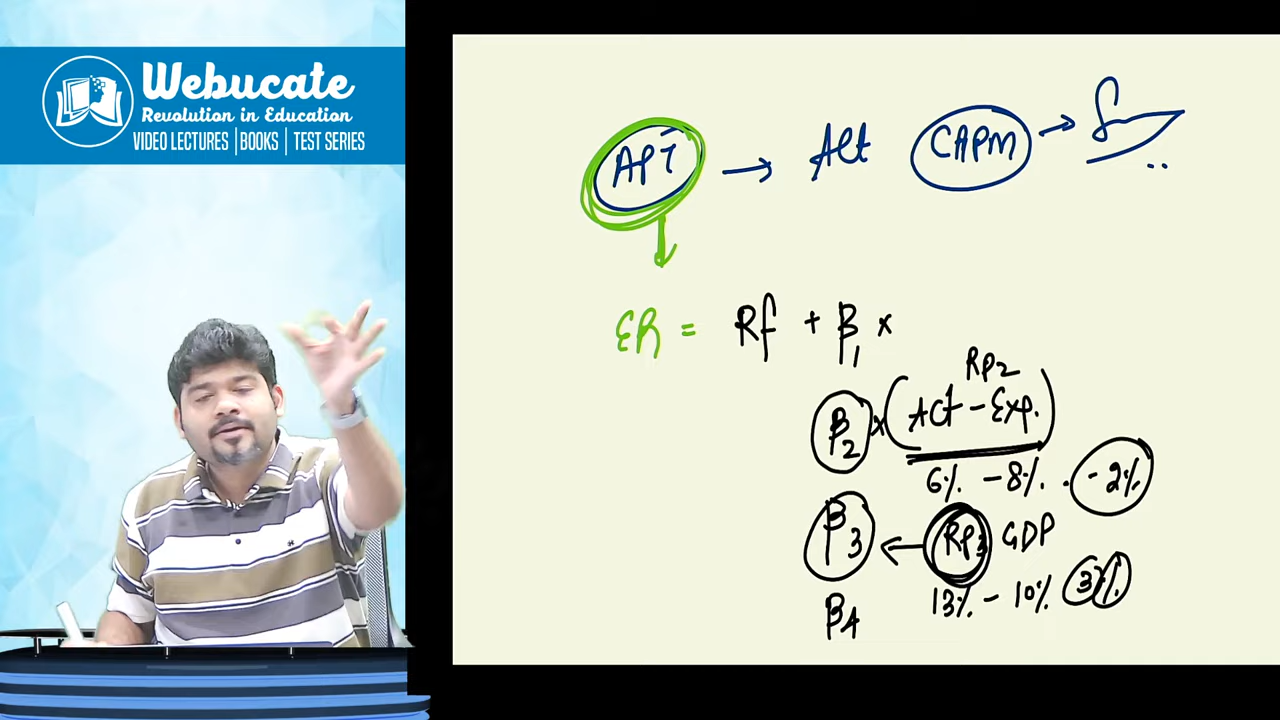 Webucate
Revolution in Education
VIDEO LECTURES | BOOKS | TEST SERIES
APT → Alt CAPM →
ER = Rf + β1 ×
RP2
β2 × (Act - Exp.)
6% - 8% . -2%
β3 ← RP3 GDP
13% - 10% 3%
β4